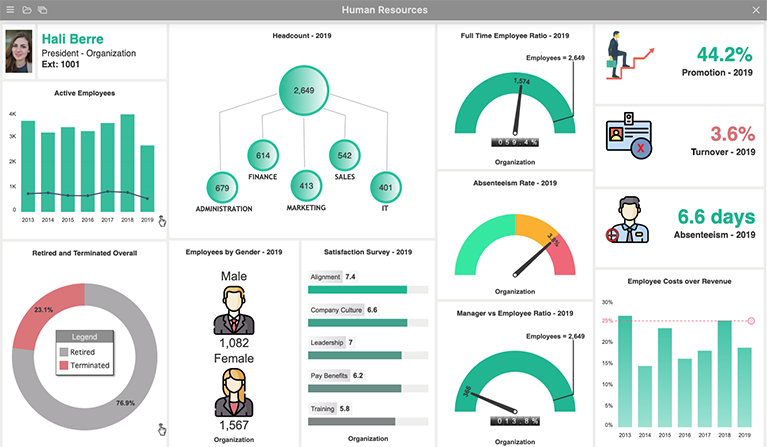 Human Resources
Hali Berre
President - Organization
Ext: 1001
Active Employees
4K
3K
2K
1K
0
2013 2014 2015 2016 2017 2018 2019
Headcount - 2019
2,649
614
FINANCE
542
SALES
679
ADMINISTRATION
413
MARKETING
401
IT
Full Time Employee Ratio - 2019
Employees = 2,649
1,574
059.4%
Organization
44.2%
Promotion - 2019
3.6%
Turnover - 2019
6.6 days
Absenteeism - 2019
Absenteeism Rate - 2019
3.8%
Organization
Retired and Terminated Overall
23.1%
Legend
Retired
Terminated
76.9%
Employees by Gender - 2019
Male
1,082
Female
1,567
Organization
Satisfaction Survey - 2019
Alignment 7.4
Company Culture 6.6
Leadership 7
Pay Benefits 6.2
Training 5.8
Organization
Manager vs Employee Ratio - 2019
Employees = 2,649
366
013.8%
Organization
Employee Costs over Revenue
30%
25%
20%
15%
10%
5%
0%
2013 2014 2015 2016 2017 2018 2019